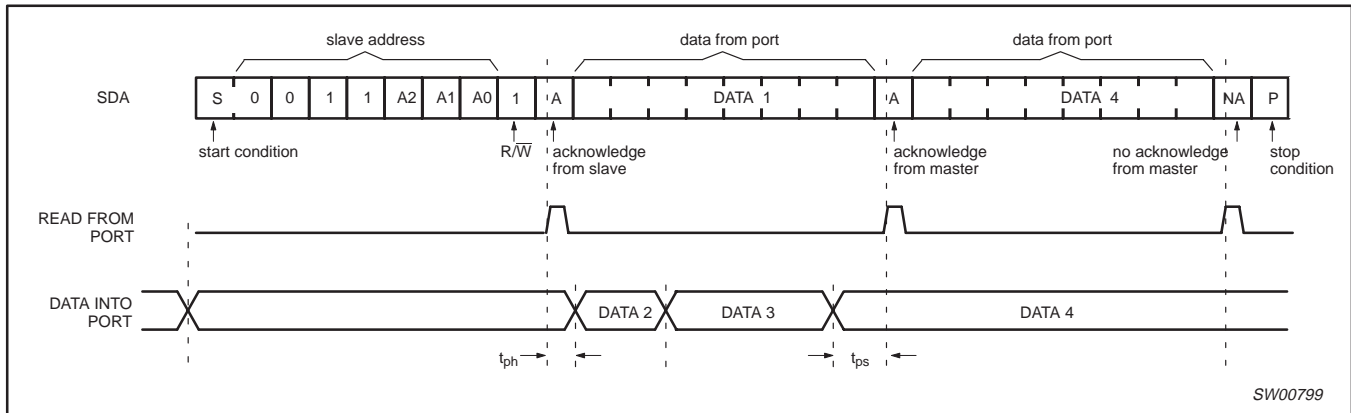 slave address
data from port
data from port
SDA
S 0 0 1 1 A2 A1 A0 1 A DATA 1 A DATA 4 NA P
start condition
R/W̅
acknowledge
from slave
acknowledge
from master
no acknowledge
from master
stop
condition
READ FROM
PORT
DATA INTO
PORT
DATA 2
DATA 3
DATA 4
tph
tps
SW00799